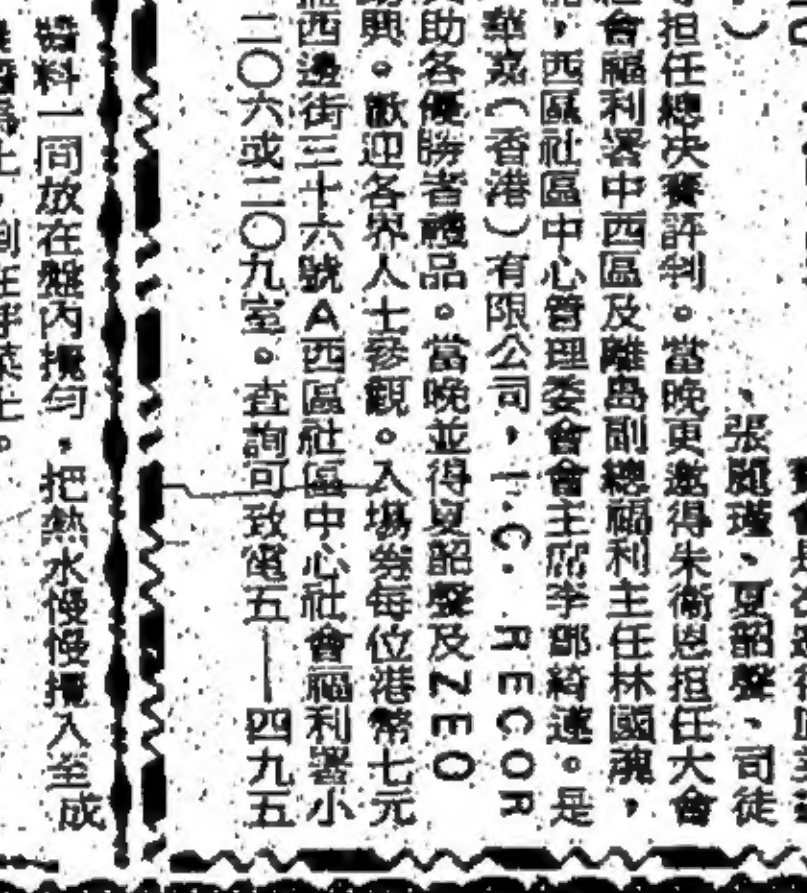 、張麗瑾、夏韶聲、司徒
担任總決賽評判。當晚更邀得朱衞恩担任大會
會福利署中西區及離島副總福利主任林國魂，
，西區社區中心管理委會會主席李鄧綺蓮。是
華嘉（香港）有限公司，I.C. RECOR
助各優勝者禮品。當晚並得夏韶聲及ZEO
興。歡迎各界人士參觀。入塲券每位港幣七元
西邊街三十六號A西區社區中心社會福利署小
二〇六或二〇九室。查詢可致電五——四九五
醬料一同放在盤内攪勻，把熱水慢慢攪入至成